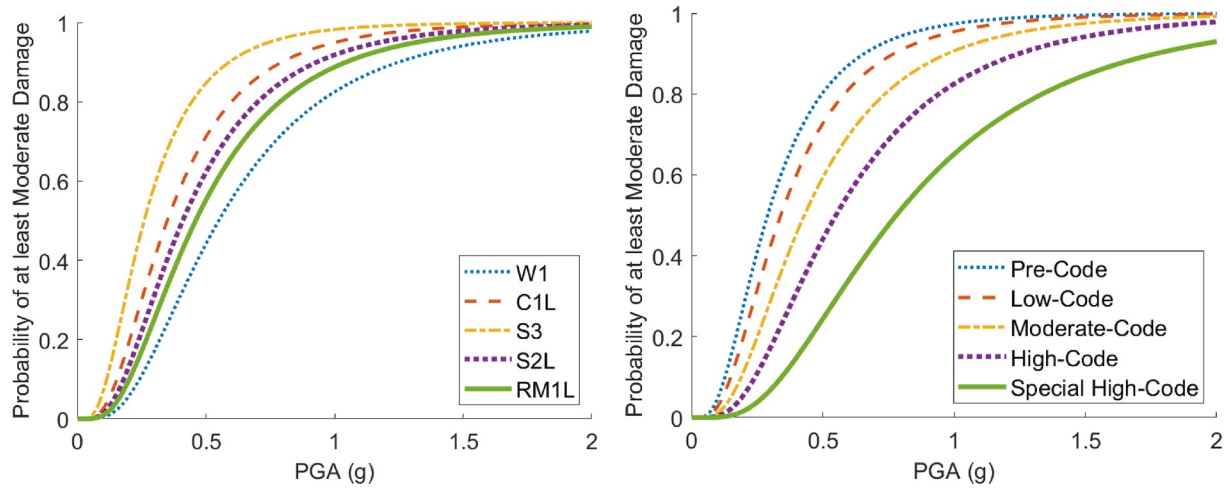 Probability of at least Moderate Damage
1
0.8
0.6
0.4
0.2
0
0
0.5
1
1.5
2
PGA (g)
W1
C1L
S3
S2L
RM1L
Probability of at least Moderate Damage
1
0.8
0.6
0.4
0.2
0
0
0.5
1
1.5
2
PGA (g)
Pre-Code
Low-Code
Moderate-Code
High-Code
Special High-Code